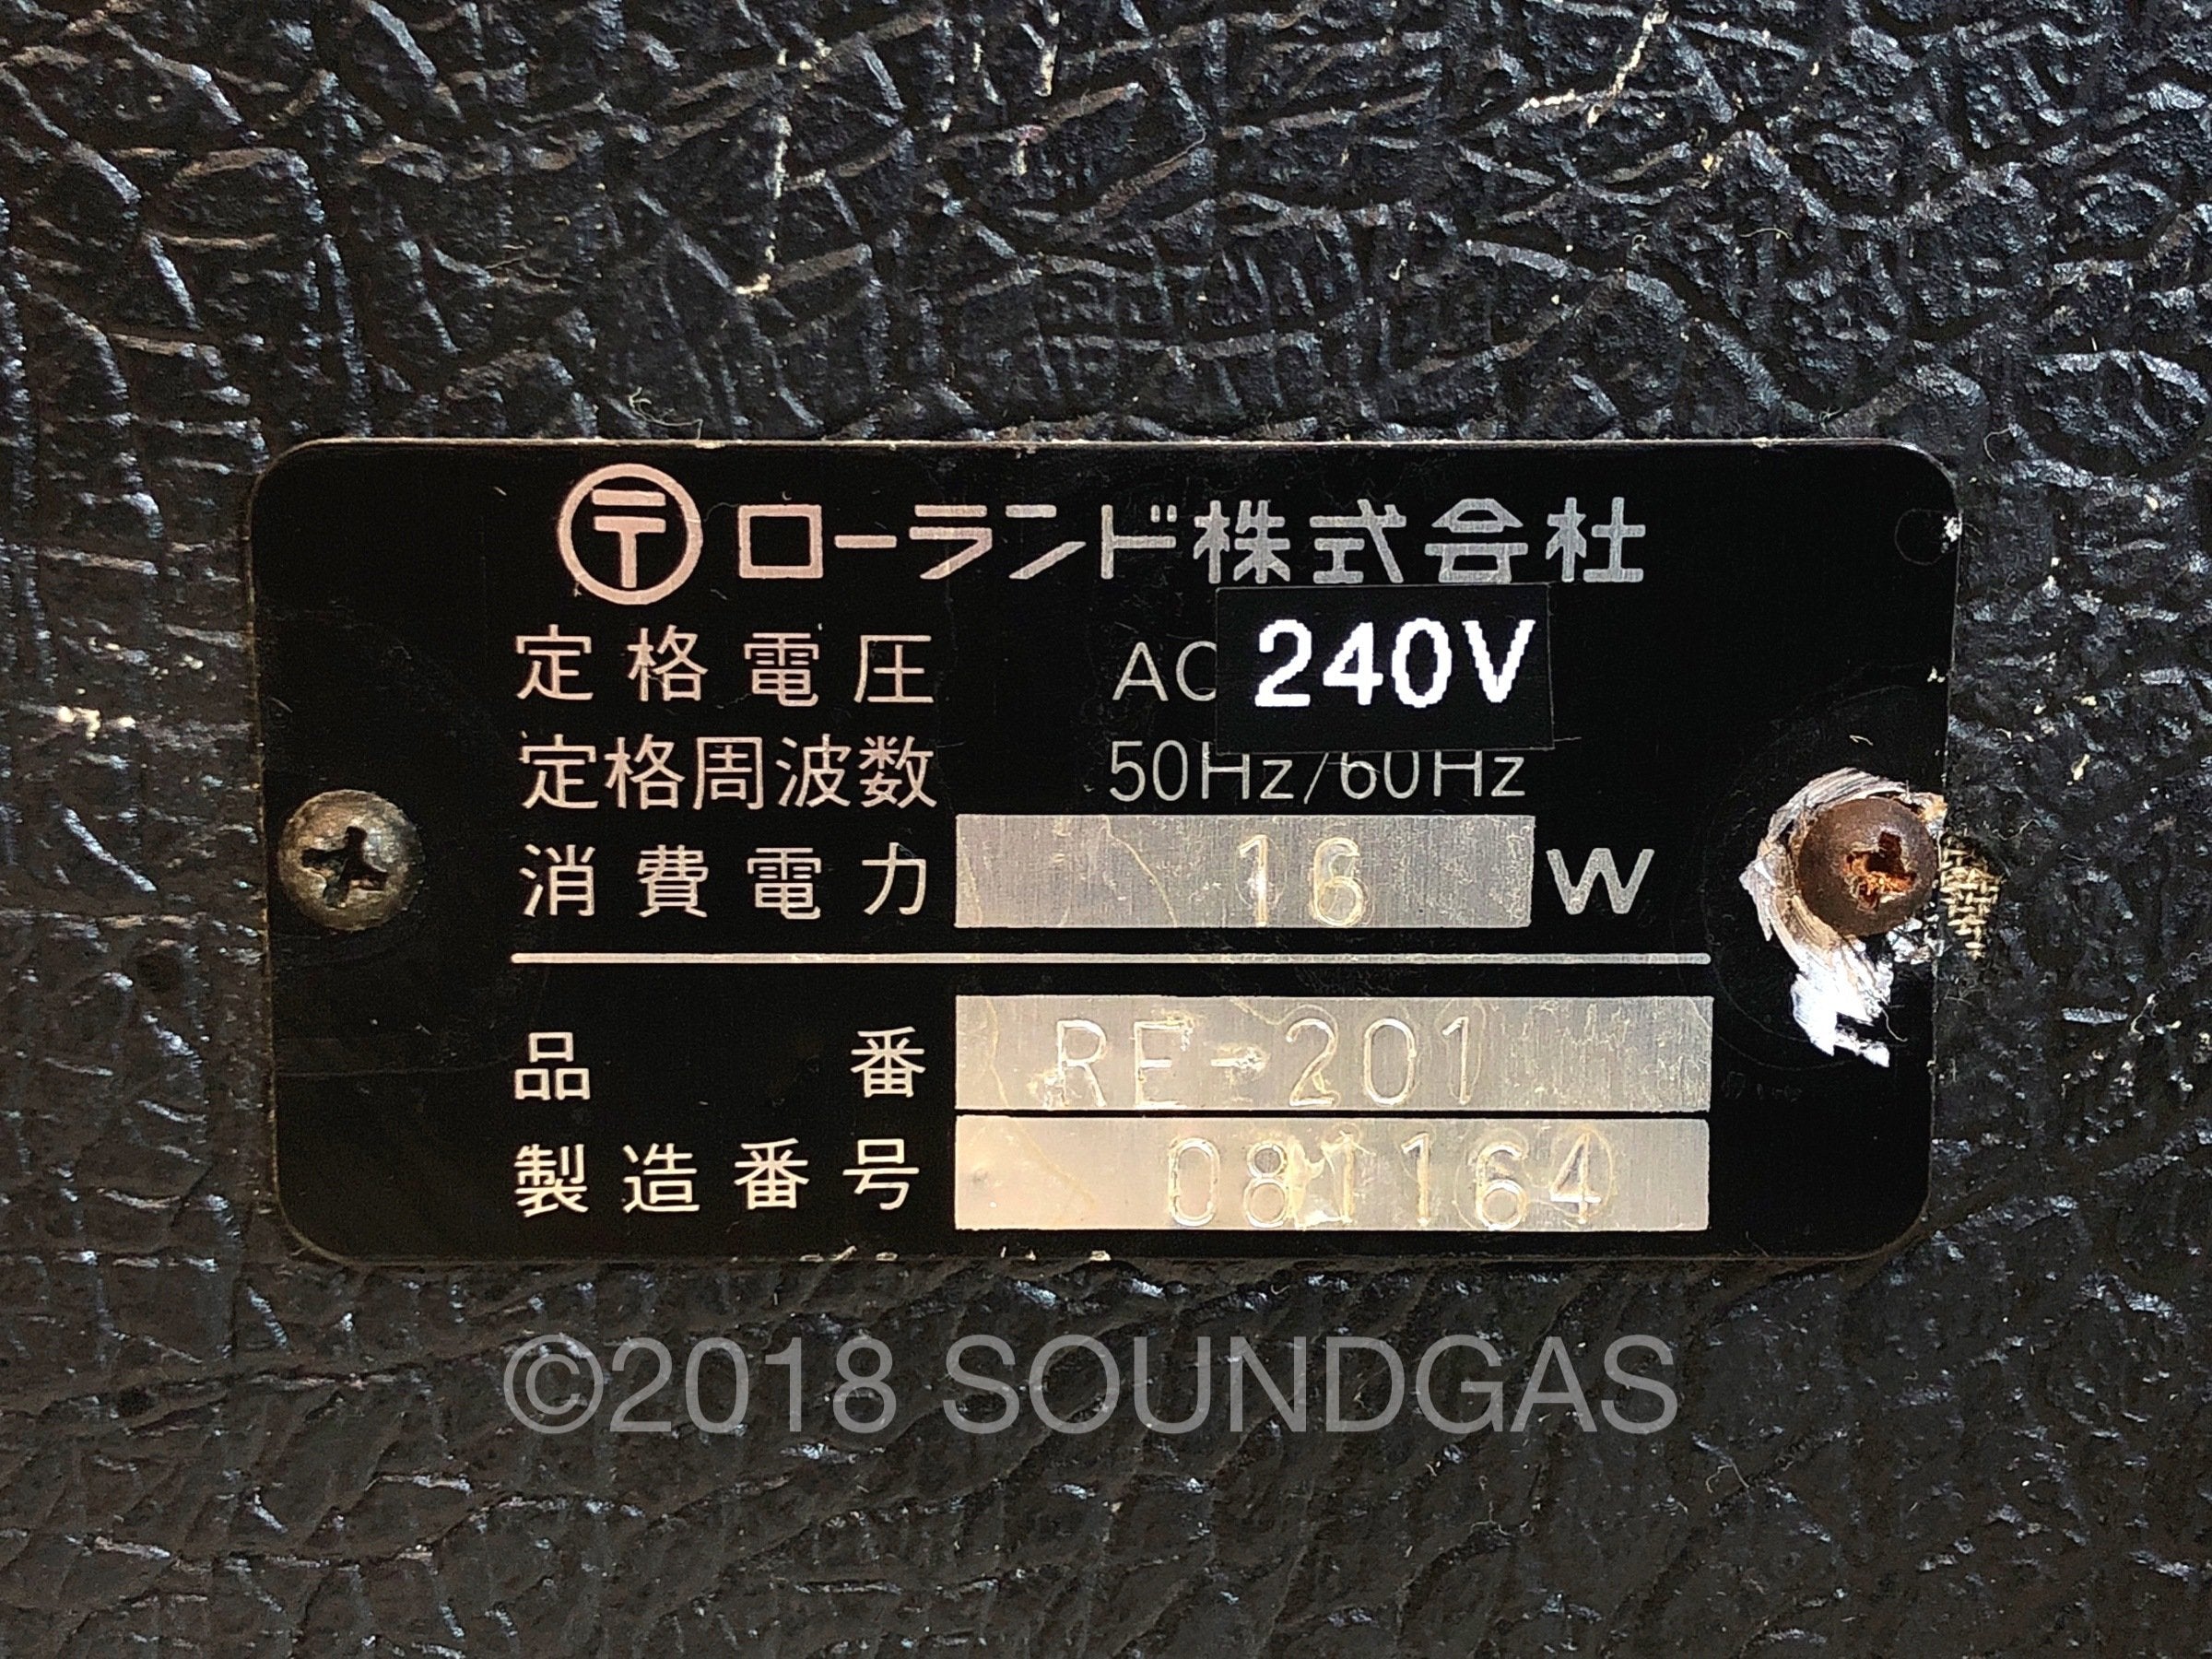 〒ローランド株式会社
定格電圧 AC 240V
定格周波数 50Hz/60Hz
消費電力 16 W
品番 RE-201
製造番号 081164
©2018 SOUNDGAS